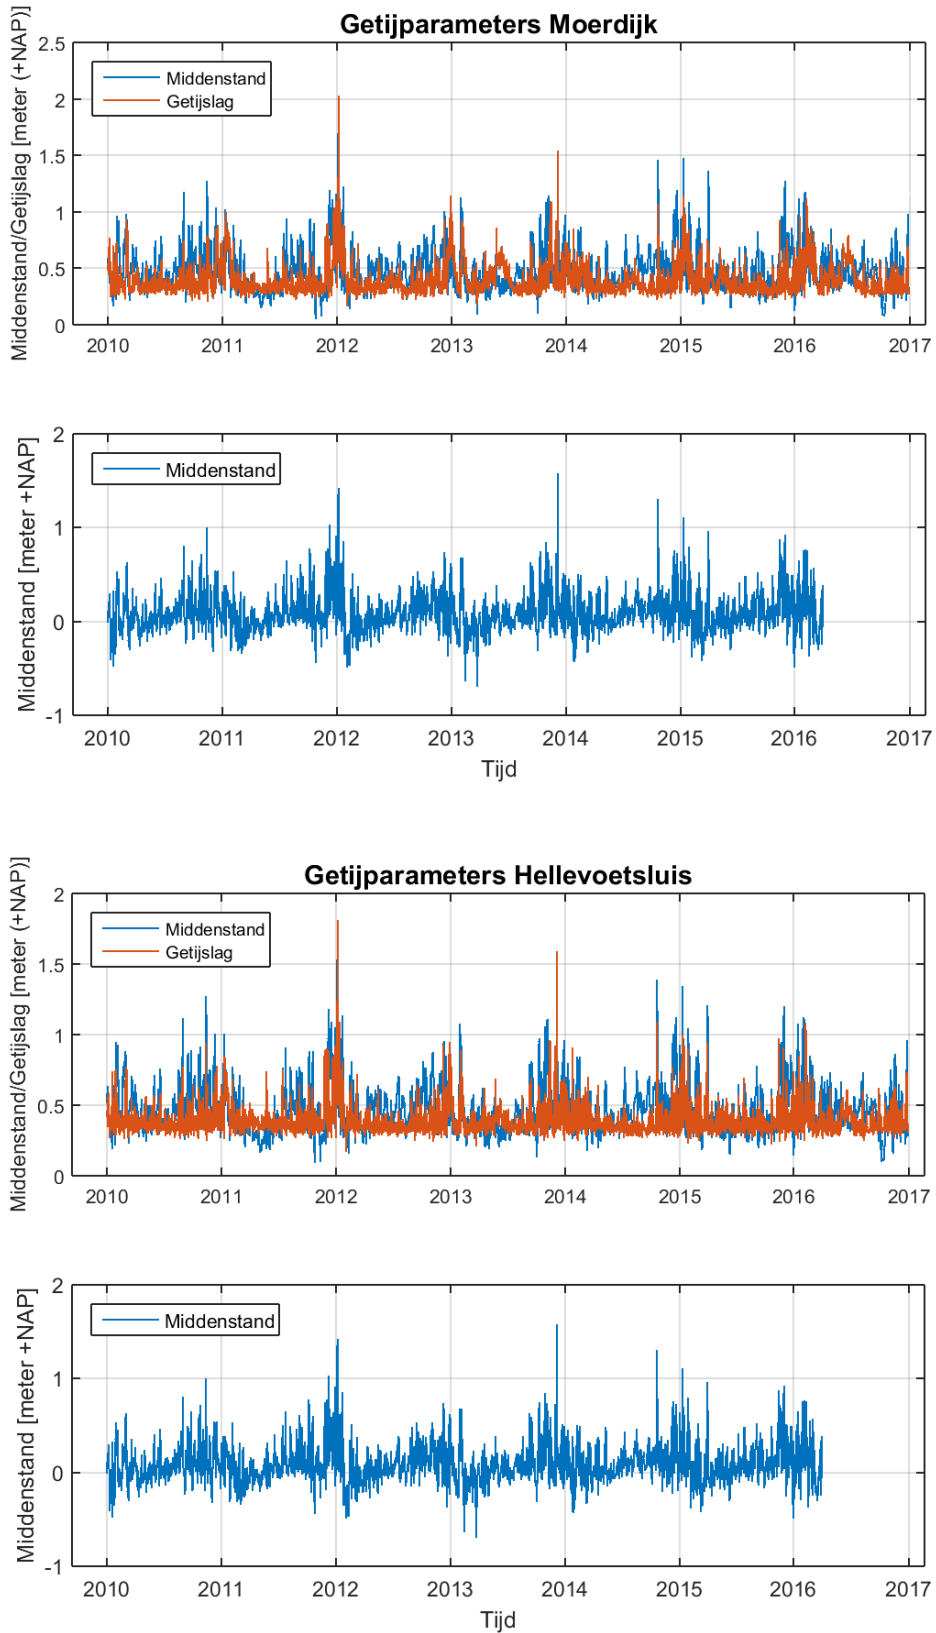 Getijparameters Moerdijk
Middenstand/Getijslag [meter (+NAP)]
2.5
2
1.5
1
0.5
0
Middenstand
Getijslag
2010 2011 2012 2013 2014 2015 2016 2017
Middenstand [meter +NAP]
2
1
0
-1
Middenstand
2010 2011 2012 2013 2014 2015 2016 2017
Tijd
Getijparameters Hellevoetsluis
Middenstand/Getijslag [meter (+NAP)]
2
1.5
1
0.5
0
Middenstand
Getijslag
2010 2011 2012 2013 2014 2015 2016 2017
Middenstand [meter +NAP]
2
1
0
-1
Middenstand
2010 2011 2012 2013 2014 2015 2016 2017
Tijd